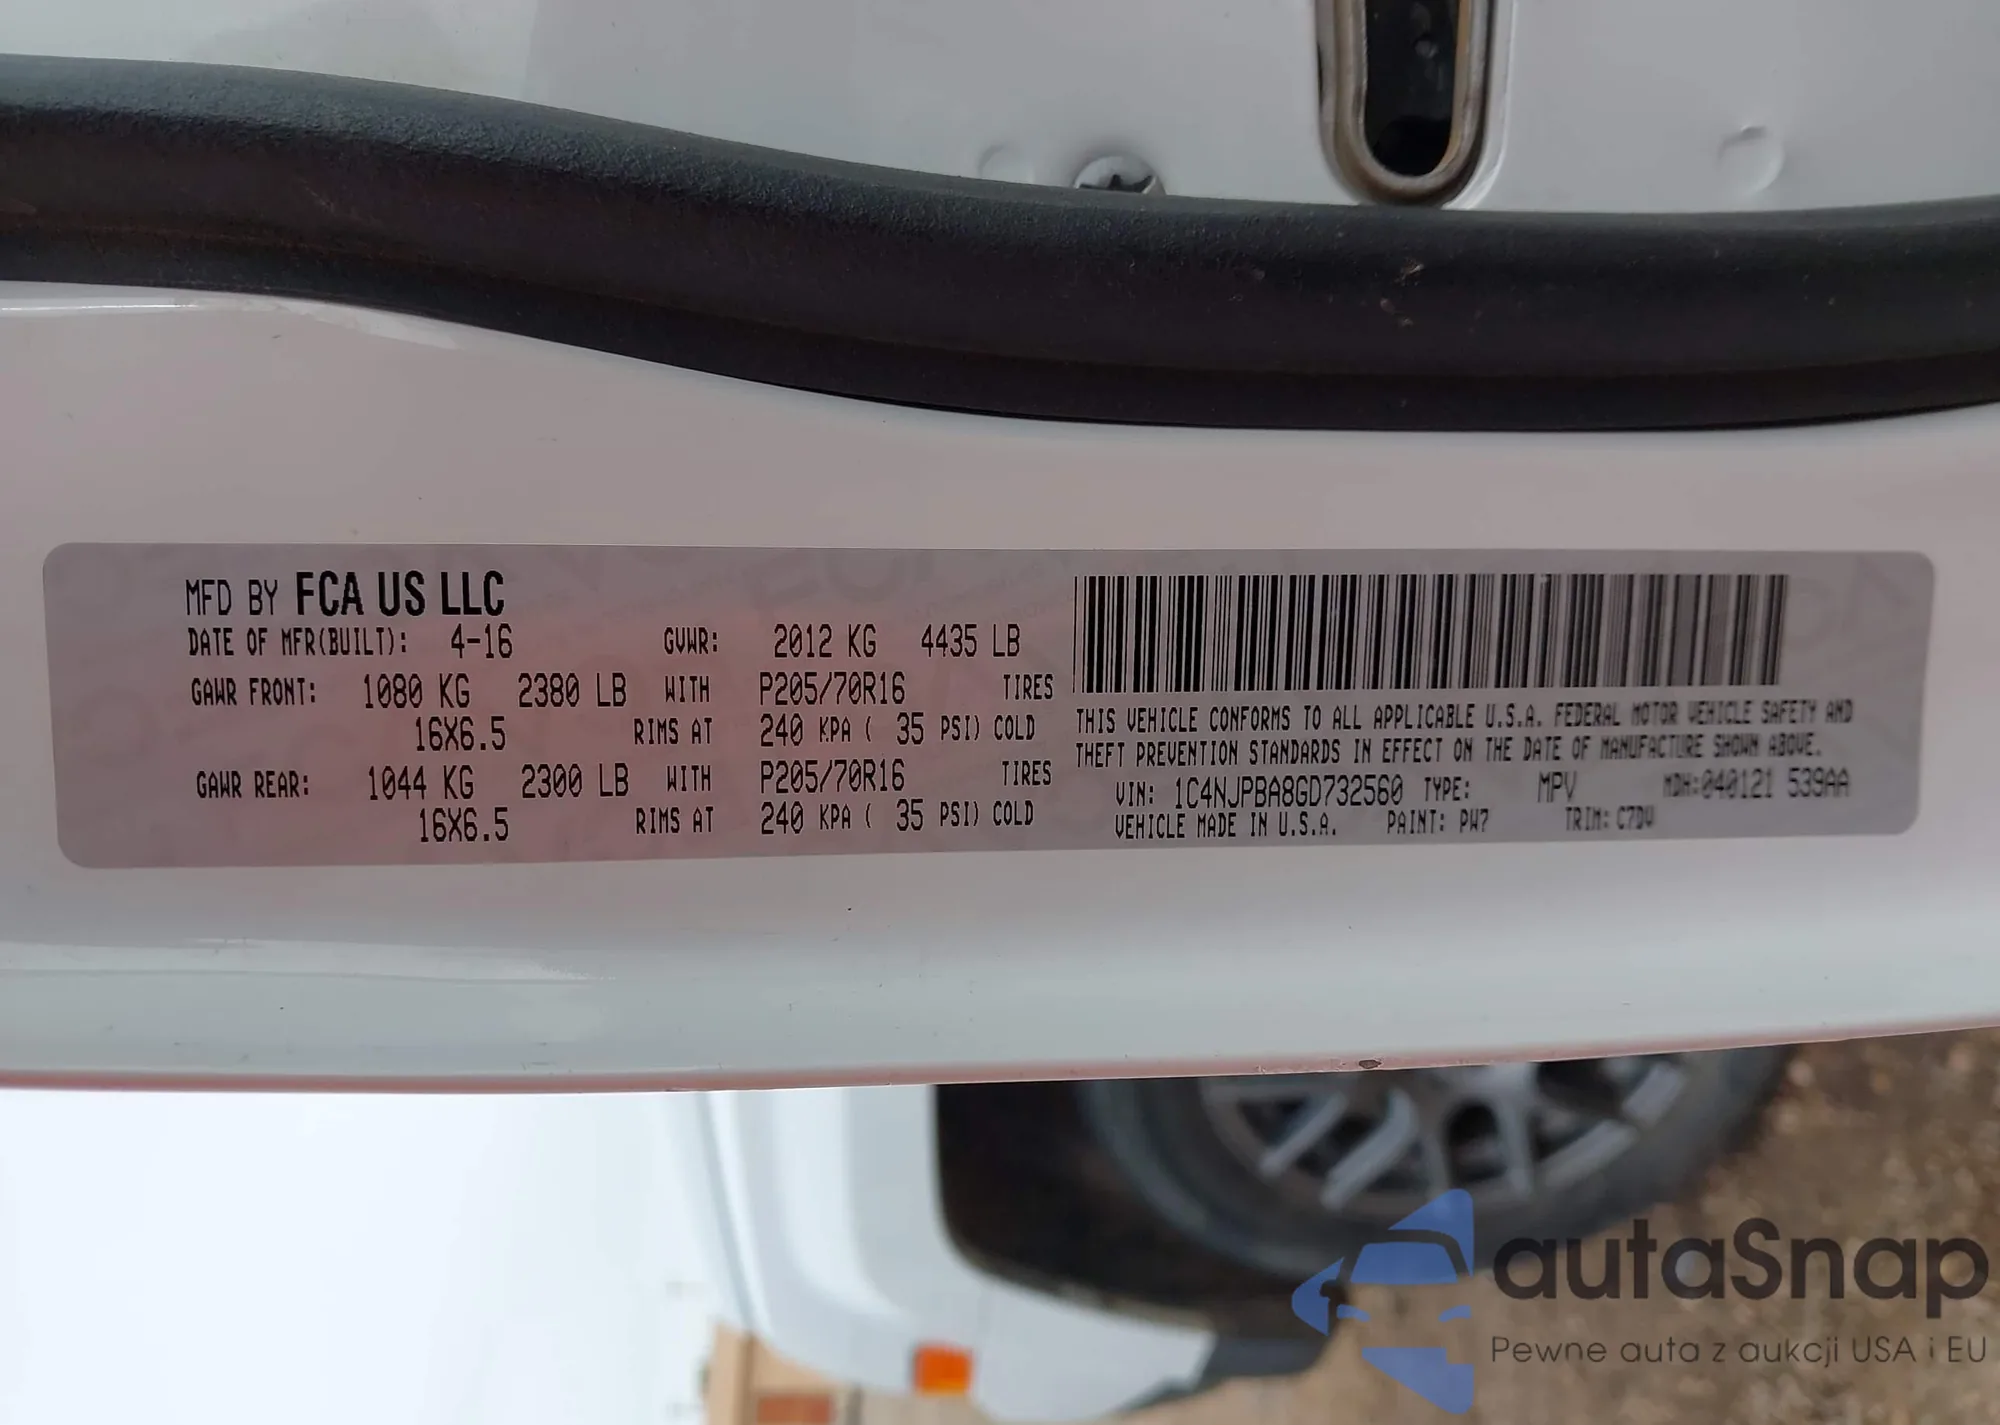 MFD BY FCA US LLC
DATE OF MFR(BUILT): 4-16 GVWR: 2012 KG 4435 LB
GAWR FRONT: 1080 KG 2380 LB WITH P205/70R16 TIRES
16X6.5 RIMS AT 240 KPA ( 35 PSI) COLD
GAWR REAR: 1044 KG 2300 LB WITH P205/70R16 TIRES
16X6.5 RIMS AT 240 KPA ( 35 PSI) COLD
THIS VEHICLE CONFORMS TO ALL APPLICABLE U.S.A. FEDERAL MOTOR VEHICLE SAFETY AND
THEFT PREVENTION STANDARDS IN EFFECT ON THE DATE OF MANUFACTURE SHOWN ABOVE.
VIN: 1C4NJPBA8GD732560 TYPE: MPV MDH:040121 539AA
VEHICLE MADE IN U.S.A. PAINT: PW7 TRIM: C7DV
autaSnap
Pewne auta z aukcji USA i EU